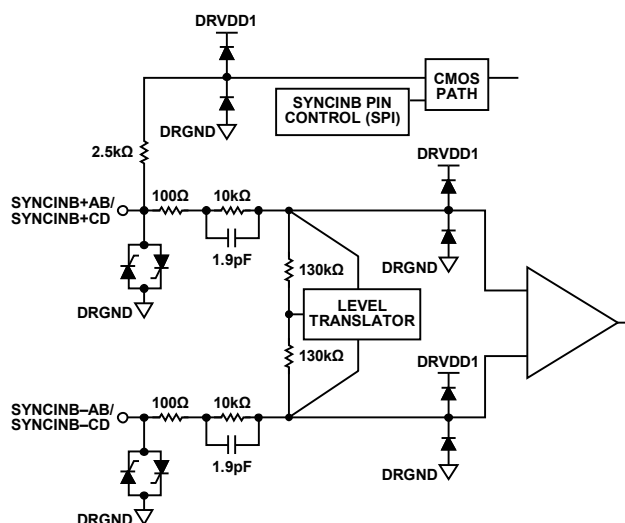 DRVDD1
CMOS
PATH
SYNCINB PIN
CONTROL (SPI)
DRGND
2.5kΩ
DRVDD1
SYNCINB+AB/
SYNCINB+CD
100Ω
10kΩ
1.9pF
DRGND
DRGND
130kΩ
LEVEL
TRANSLATOR
130kΩ
DRVDD1
SYNCINB–AB/
SYNCINB–CD
100Ω
10kΩ
1.9pF
DRGND
DRGND